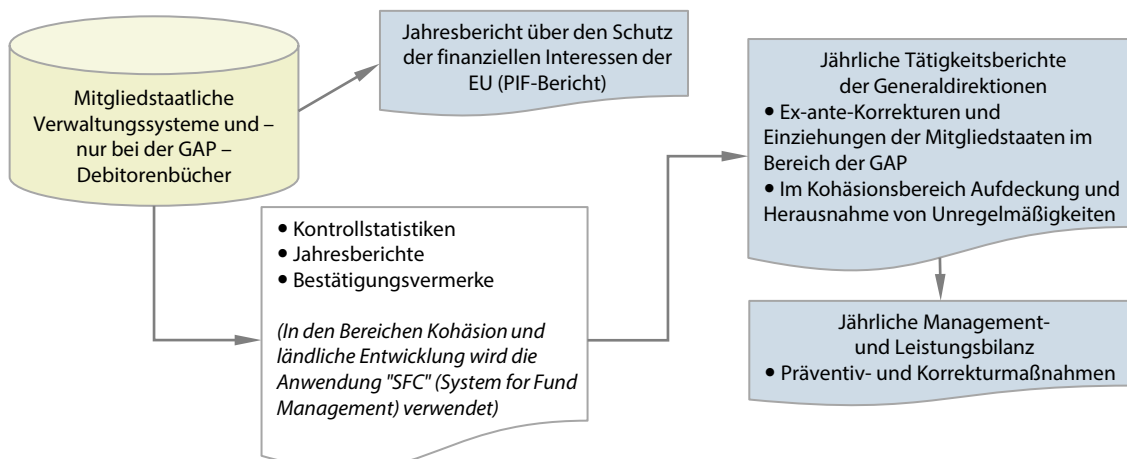 Mitgliedstaatliche
Verwaltungssysteme und –
nur bei der GAP –
Debitorenbücher
Jahresbericht über den Schutz
der finanziellen Interessen der
EU (PIF-Bericht)
• Kontrollstatistiken
• Jahresberichte
• Bestätigungsvermerke
(In den Bereichen Kohäsion und
ländliche Entwicklung wird die
Anwendung "SFC" (System for Fund
Management) verwendet)
Jährliche Tätigkeitsberichte
der Generaldirektionen
• Ex-ante-Korrekturen und
Einziehungen der Mitgliedstaaten im
Bereich der GAP
• Im Kohäsionsbereich Aufdeckung und
Herausnahme von Unregelmäßigkeiten
Jährliche Management-
und Leistungsbilanz
• Präventiv- und Korrekturmaßnahmen